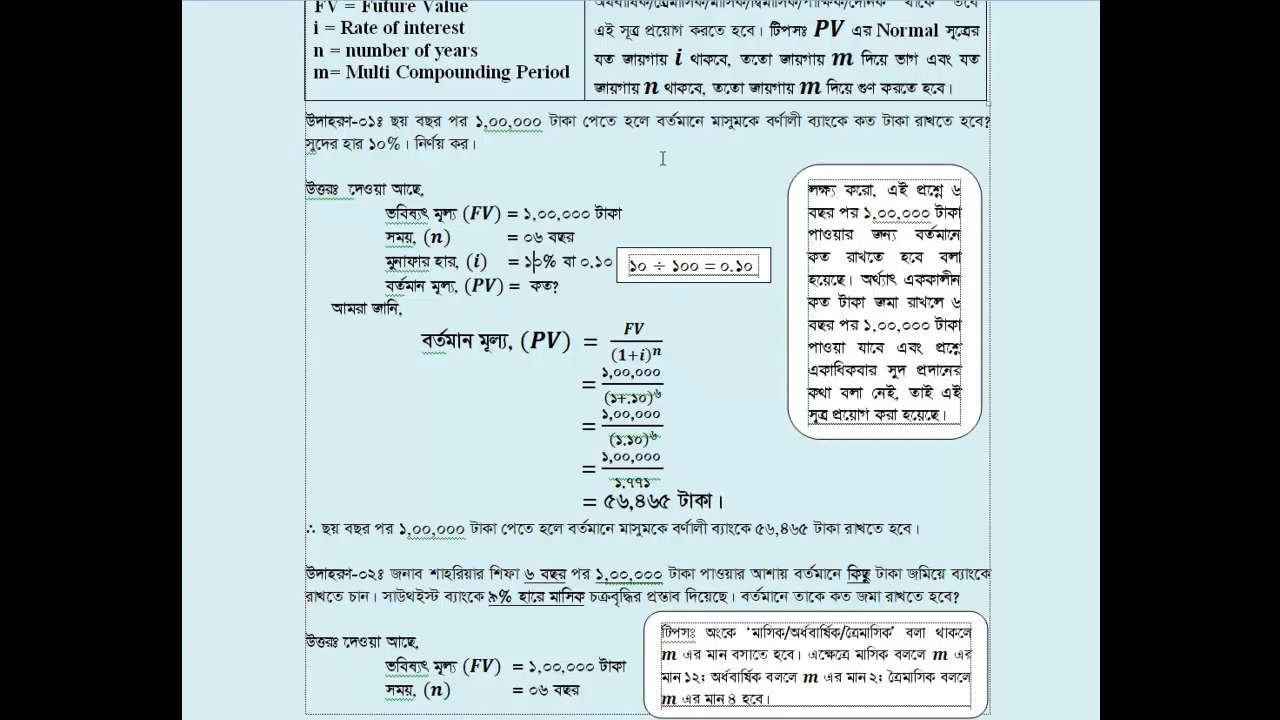 FV = Future Value
i = Rate of interest
n = number of years
m= Multi Compounding Period
অর্ধবার্ষিক/ত্রৈমাসিক/মাসিক/দ্বিমাসিক/পাক্ষিক/দৈনিক থাকে তবে
এই সূত্র প্রয়োগ করতে হবে। টিপসঃ PV এর Normal সূত্রের
যত জায়গায় i থাকবে, ততো জায়গায় m দিয়ে ভাগ এবং যত
জায়গায় n থাকবে, ততো জায়গায় m দিয়ে গুণ করতে হবে।
উদাহরণ-০১ঃ ছয় বছর পর ১,০০,০০০ টাকা পেতে হলে বর্তমানে মাসুমকে বর্ণালী ব্যাংকে কত টাকা রাখতে হবে?
সুদের হার ১০%। নির্ণয় কর।
উত্তরঃ দেওয়া আছে,
ভবিষ্যৎ মূল্য (FV) = ১,০০,০০০ টাকা
সময়, (n) = ০৬ বছর
মুনাফার হার, (i) = ১০% বা ০.১০
১০ ÷ ১০০ = ০.১০
বর্তমান মূল্য, (PV) = কত?
আমরা জানি,
বর্তমান মূল্য, (PV) = FV/(1+i)ⁿ
= ১,০০,০০০/(১+.১০)^৬
= ১,০০,০০০/(১.১০)^৬
= ১,০০,০০০/১.৭৭১
= ৫৬,৪৬৫ টাকা।
লক্ষ্য করো, এই প্রশ্নে ৬
বছর পর ১,০০,০০০ টাকা
পাওয়ার জন্য বর্তমানে
কত রাখতে হবে বলা
হয়েছে। অর্থ্যাৎ এককালীন
কত টাকা জমা রাখলে ৬
বছর পর ১,০০,০০০ টাকা
পাওয়া যাবে এবং প্রশ্নে
একাধিকবার সুদ প্রদানের
কথা বলা নেই, তাই এই
সূত্র প্রয়োগ করা হয়েছে।
∴ ছয় বছর পর ১,০০,০০০ টাকা পেতে হলে বর্তমানে মাসুমকে বর্ণালী ব্যাংকে ৫৬,৪৬৫ টাকা রাখতে হবে।
উদাহরণ-০২ঃ জনাব শাহরিয়ার শিফা ৬ বছর পর ১,০০,০০০ টাকা পাওয়ার আশায় বর্তমানে কিছু টাকা জমিয়ে ব্যাংকে
রাখতে চান। সাউথইস্ট ব্যাংকে ৯% হারে মাসিক চক্রবৃদ্ধির প্রস্তাব দিয়েছে। বর্তমানে তাকে কত জমা রাখতে হবে?
উত্তরঃ দেওয়া আছে,
ভবিষ্যৎ মূল্য (FV) = ১,০০,০০০ টাকা
সময়, (n) = ০৬ বছর
টিপসঃ অংকে ‘মাসিক/অর্ধবার্ষিক/ত্রৈমাসিক’ বলা থাকলে
m এর মান বসাতে হবে। এক্ষেত্রে মাসিক বললে m এর
মান ১২; অর্ধবার্ষিক বললে m এর মান ২; ত্রৈমাসিক বললে
m এর মান ৪ হবে।